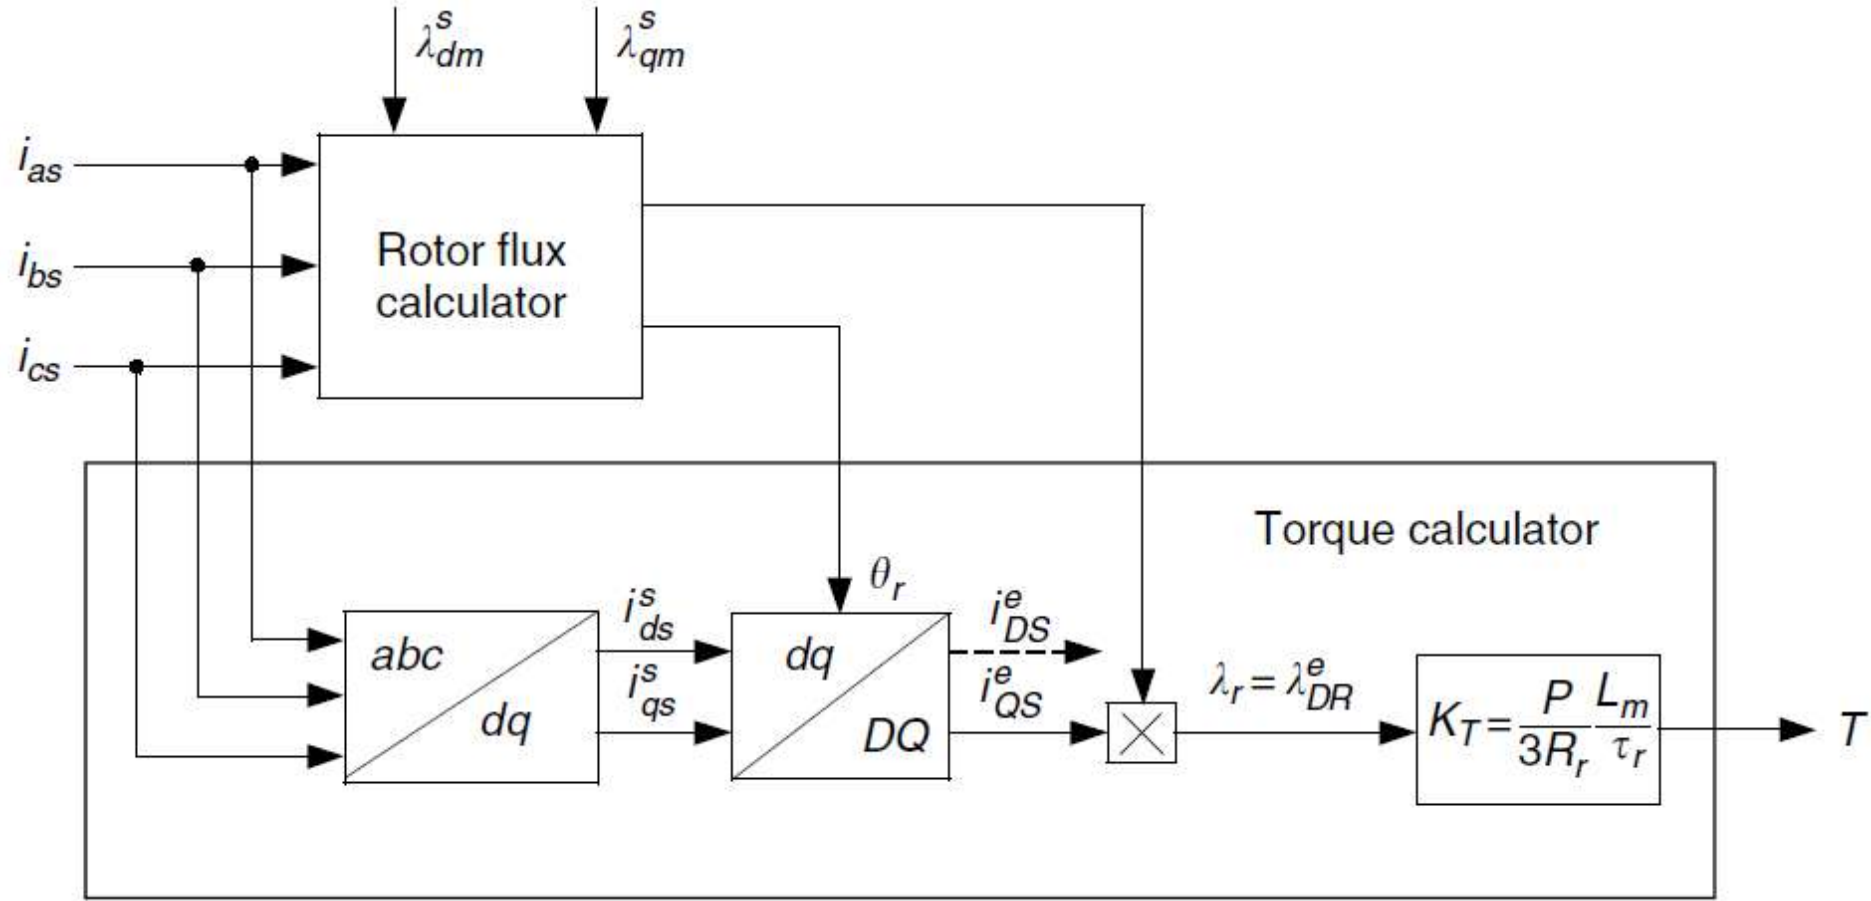 λ^s_dm
λ^s_qm
i_as
i_bs
i_cs
Rotor flux
calculator
Torque calculator
θ_r
abc
dq
i^s_ds
i^s_qs
dq
DQ
i^e_DS
i^e_QS
λ_r = λ^e_DR
K_T = P/3R_r L_m/τ_r
T